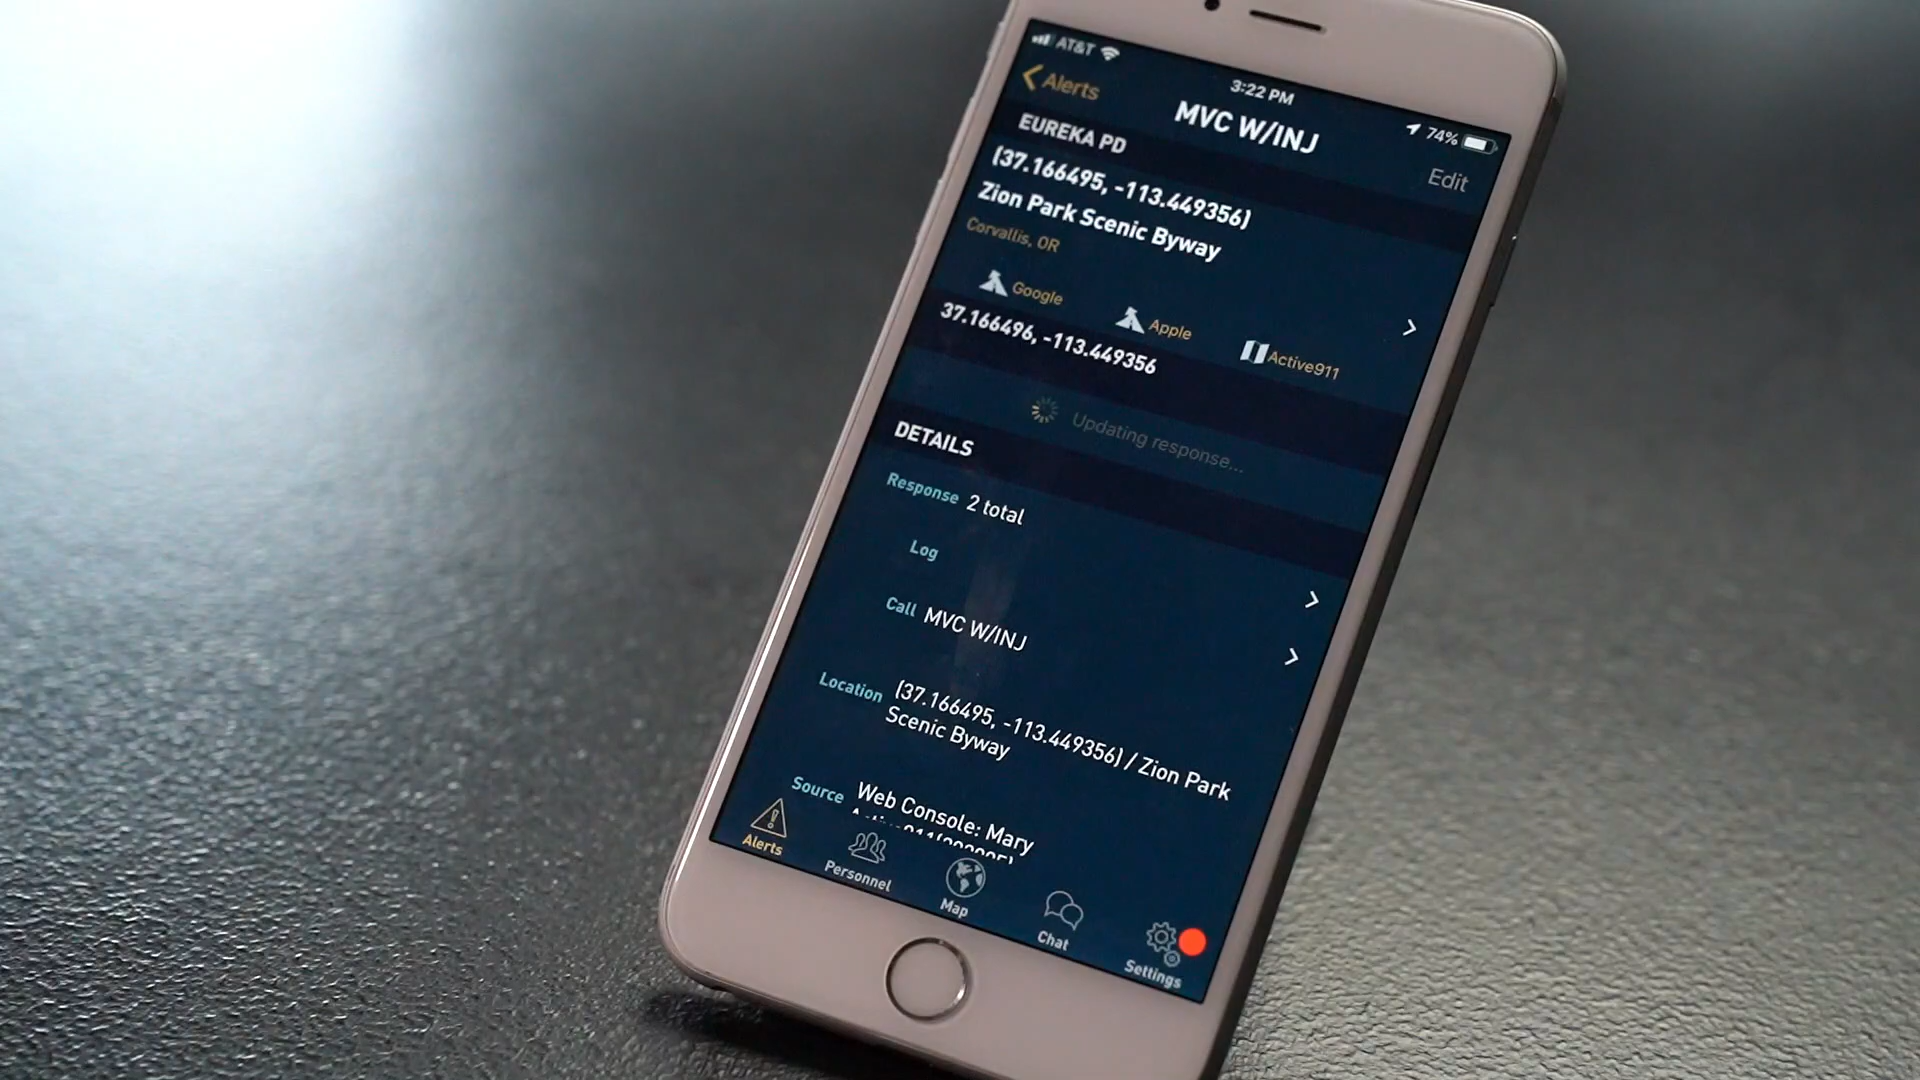 AT&T
3:22 PM
74%
Alerts
MVC W/INJ
Edit
EUREKA PD
(37.166495, -113.449356)
Zion Park Scenic Byway
Corvallis, OR
Google
Apple
Active911
37.166496, -113.449356
Updating response...
DETAILS
Response 2 total
Log
Call MVC W/INJ
Location (37.166495, -113.449356) / Zion Park
Scenic Byway
Source Web Console: Mary
Alerts
Personnel
Map
Chat
Settings